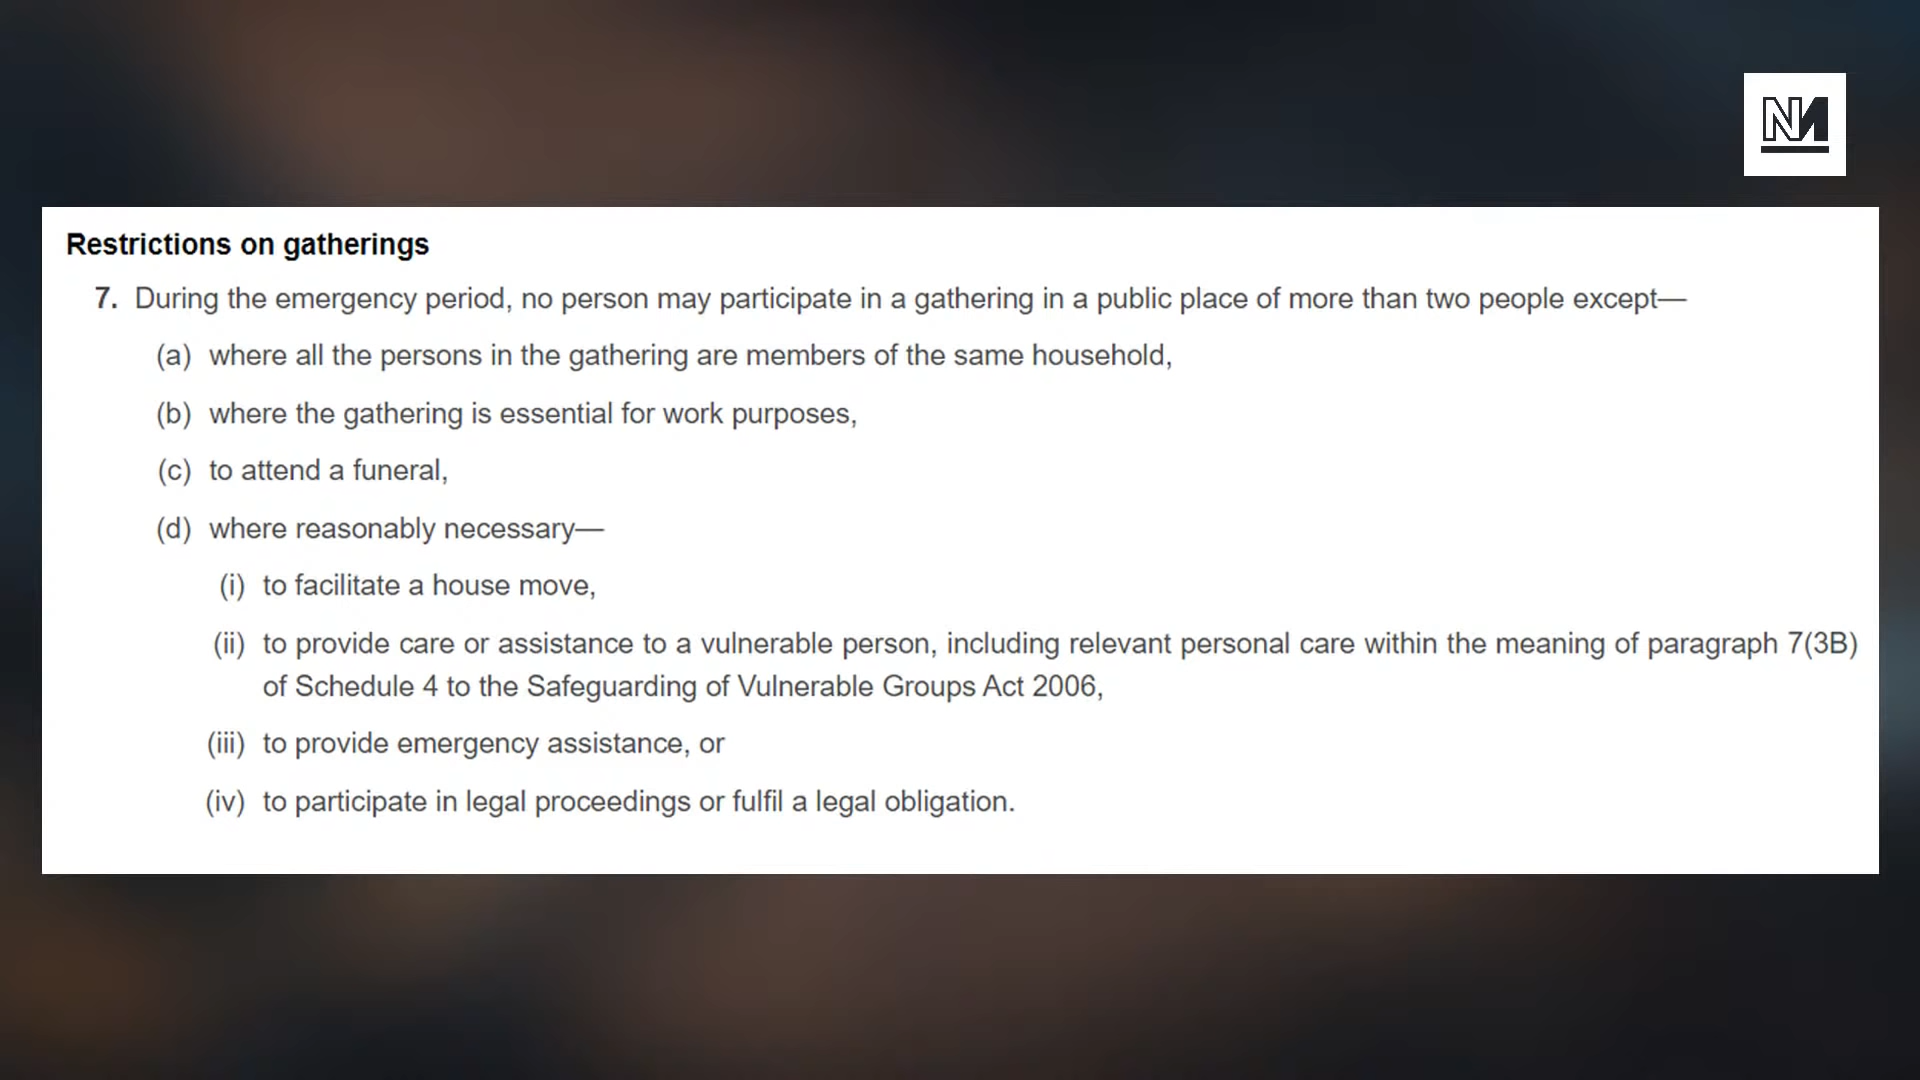 NM
Restrictions on gatherings
7. During the emergency period, no person may participate in a gathering in a public place of more than two people except—
(a) where all the persons in the gathering are members of the same household,
(b) where the gathering is essential for work purposes,
(c) to attend a funeral,
(d) where reasonably necessary—
(i) to facilitate a house move,
(ii) to provide care or assistance to a vulnerable person, including relevant personal care within the meaning of paragraph 7(3B)
of Schedule 4 to the Safeguarding of Vulnerable Groups Act 2006,
(iii) to provide emergency assistance, or
(iv) to participate in legal proceedings or fulfil a legal obligation.